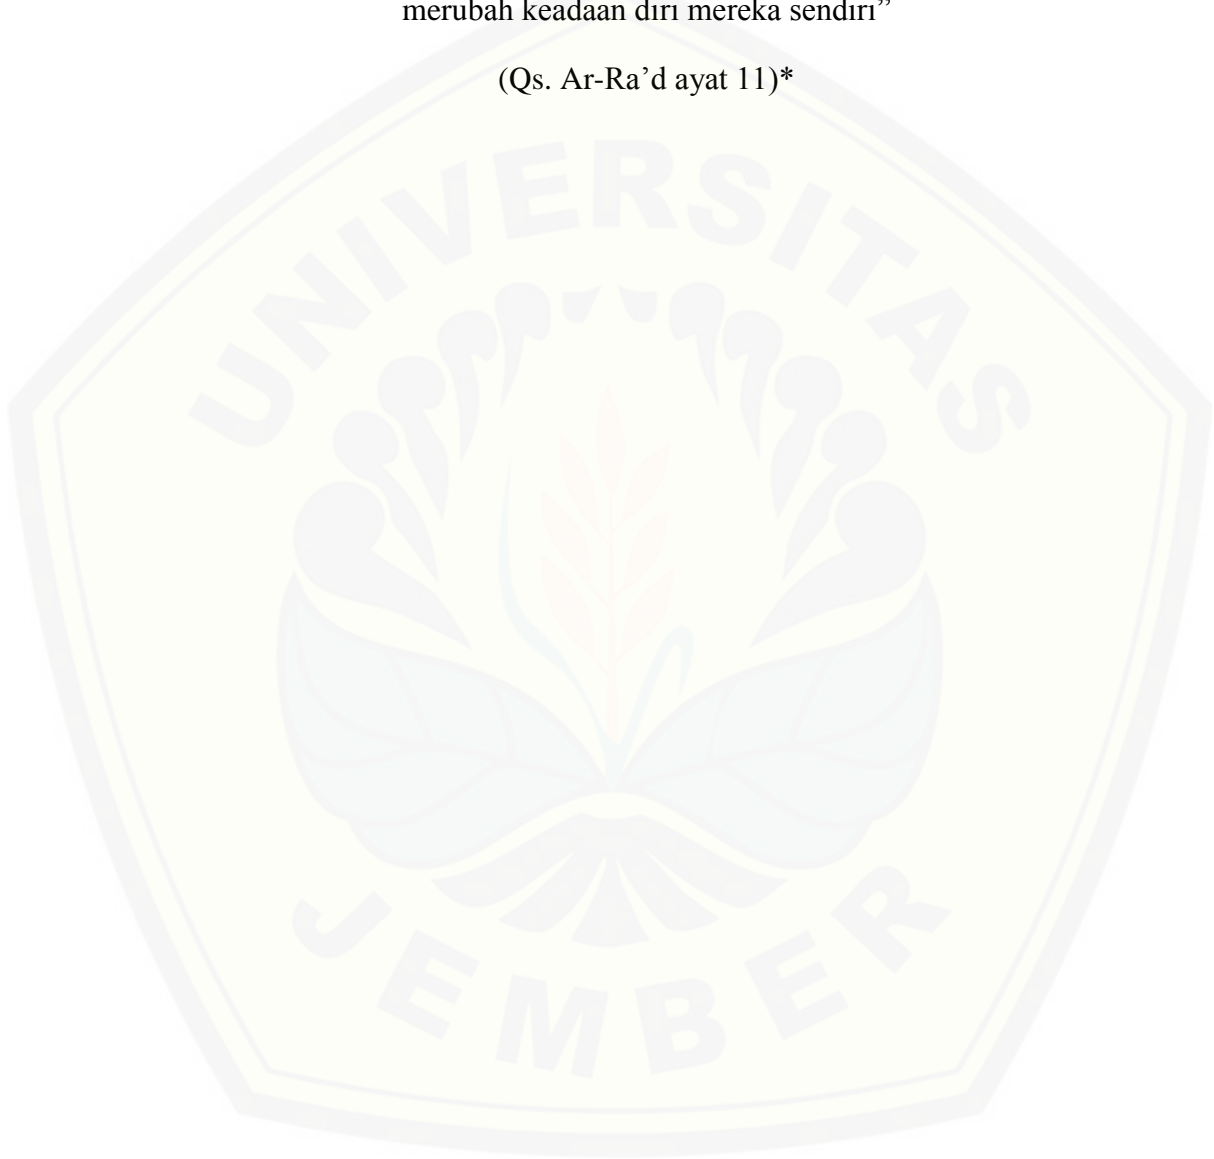 merubah keadaan diri mereka sendiri”
(Qs. Ar-Ra’d ayat 11)*
UNIVERSITAS
JEMBER